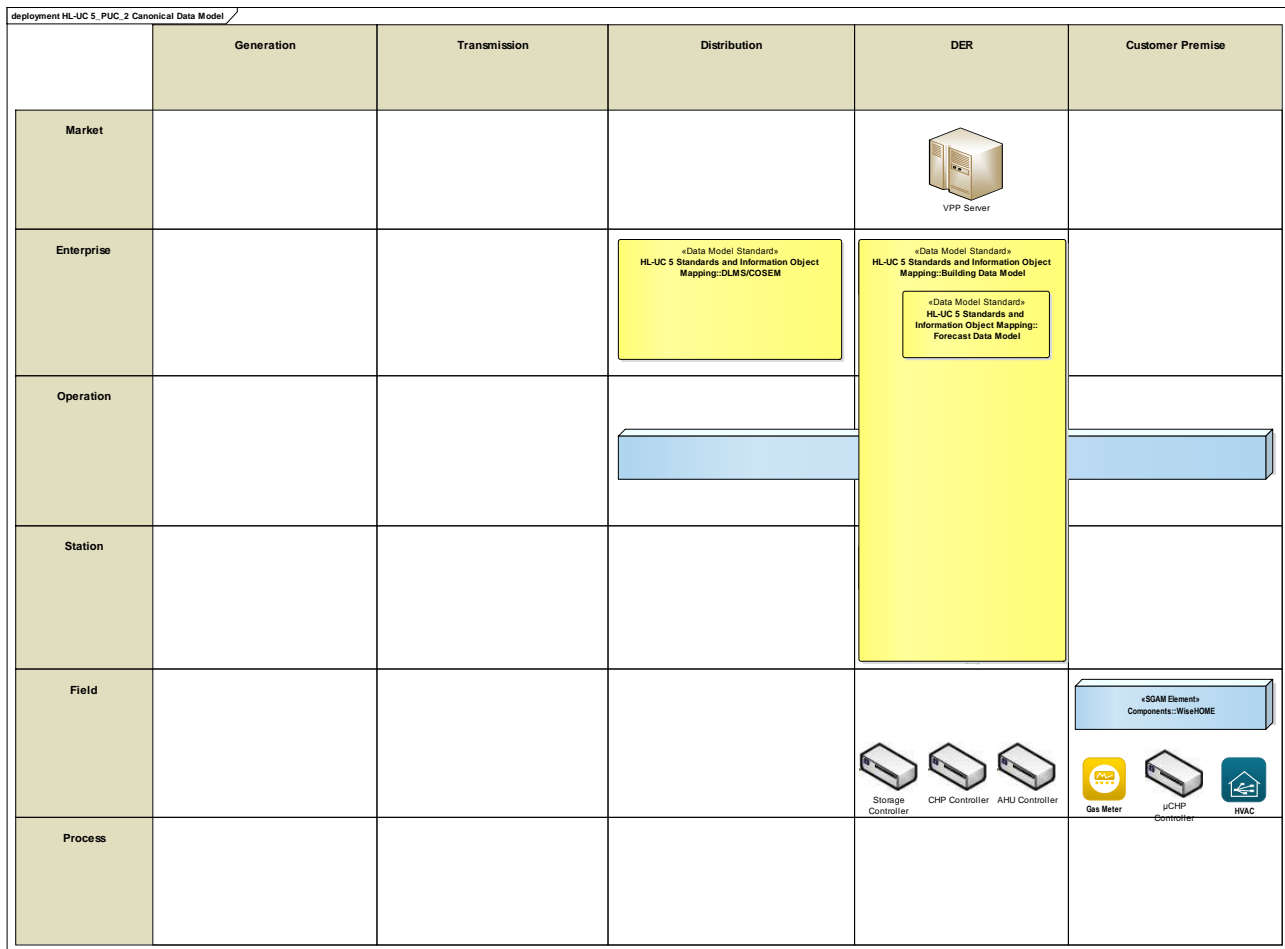 deployment HL-UC 5_PUC_2 Canonical Data Model
Generation
Transmission
Distribution
DER
Customer Premise
Market
VPP Server
Enterprise
«Data Model Standard»
HL-UC 5 Standards and Information Object
Mapping::DLMS/COSEM
«Data Model Standard»
HL-UC 5 Standards and Information Object
Mapping::Building Data Model
«Data Model Standard»
HL-UC 5 Standards and
Information Object Mapping::
Forecast Data Model
Operation
Station
Field
«SGAM Element»
Components::WiseHOME
Storage
Controller
CHP Controller
AHU Controller
Gas Meter
µCHP
Controller
HVAC
Process